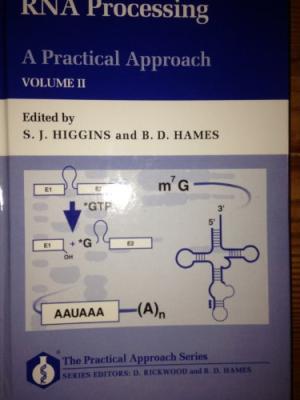 RNA Processing
A Practical Approach
VOLUME II
Edited by
S. J. HIGGINS and B. D. HAMES
E1
E2
m7G
*GTP
3'
5'
E1
+ *G
E2
OH
AAUAAA
(A)n
The Practical Approach Series
SERIES EDITORS: D. RICKWOOD and B. D. HAMES